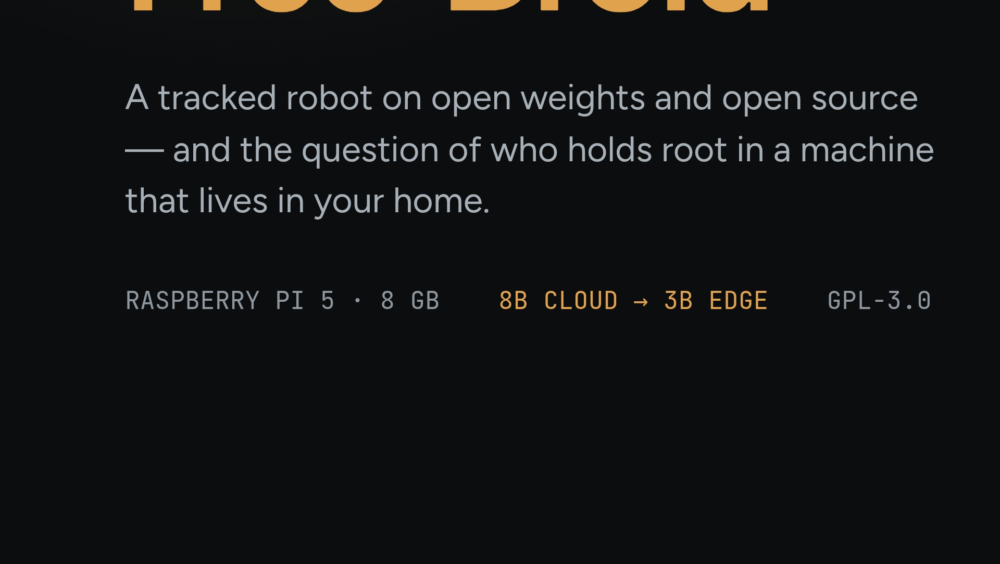 A tracked robot on open weights and open source
— and the question of who holds root in a machine
that lives in your home.
RASPBERRY PI 5 · 8 GB 8B CLOUD → 3B EDGE GPL-3.0